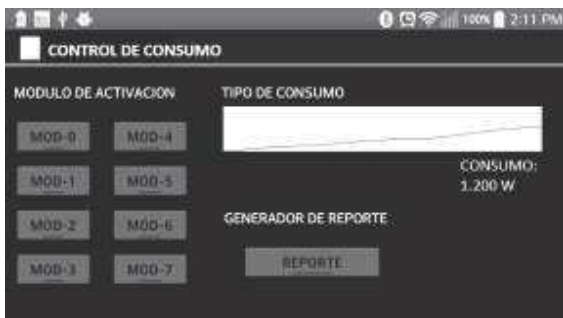 100% 2:11 PM
CONTROL DE CONSUMO
MODULO DE ACTIVACION
MOD-0 MOD-4
MOD-1 MOD-5
MOD-2 MOD-6
MOD-3 MOD-7
TIPO DE CONSUMO
CONSUMO:
1.200 W
GENERADOR DE REPORTE
REPORTE